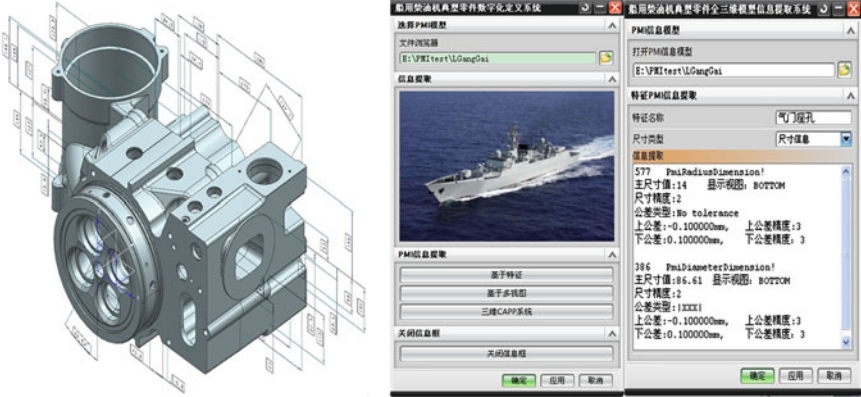 船用柴油机典型零件数字化定义系统
选择PMI模型
文件浏览器
E:\PMItest\LGangGai
信息提取
PMI信息提取
基于特征
基于多视图
三维CAPP系统
关闭信息框
关闭信息框
确定 应用 取消
船用柴油机典型零件全三维模型信息提取系统
PMI信息模型
打开PMI信息模型
E:\PMItest\LGangGai
特征PMI信息提取
特征名称 气门座孔
尺寸类型 尺寸信息
信息提取
577 PmiRadiusDimension!
主尺寸值:14 显示视图: BOTTOM
尺寸精度:2
公差类型:No tolerance
上公差:-0.100000mm, 上公差精度:3
下公差:0.100000mm, 下公差精度: 3
386 PmiDiameterDimension!
主尺寸值:86.61 显示视图: BOTTOM
尺寸精度:2
公差类型:|XXX|
上公差:-0.100000mm, 上公差精度:3
下公差:0.100000mm, 下公差精度: 3
确定 应用 取消